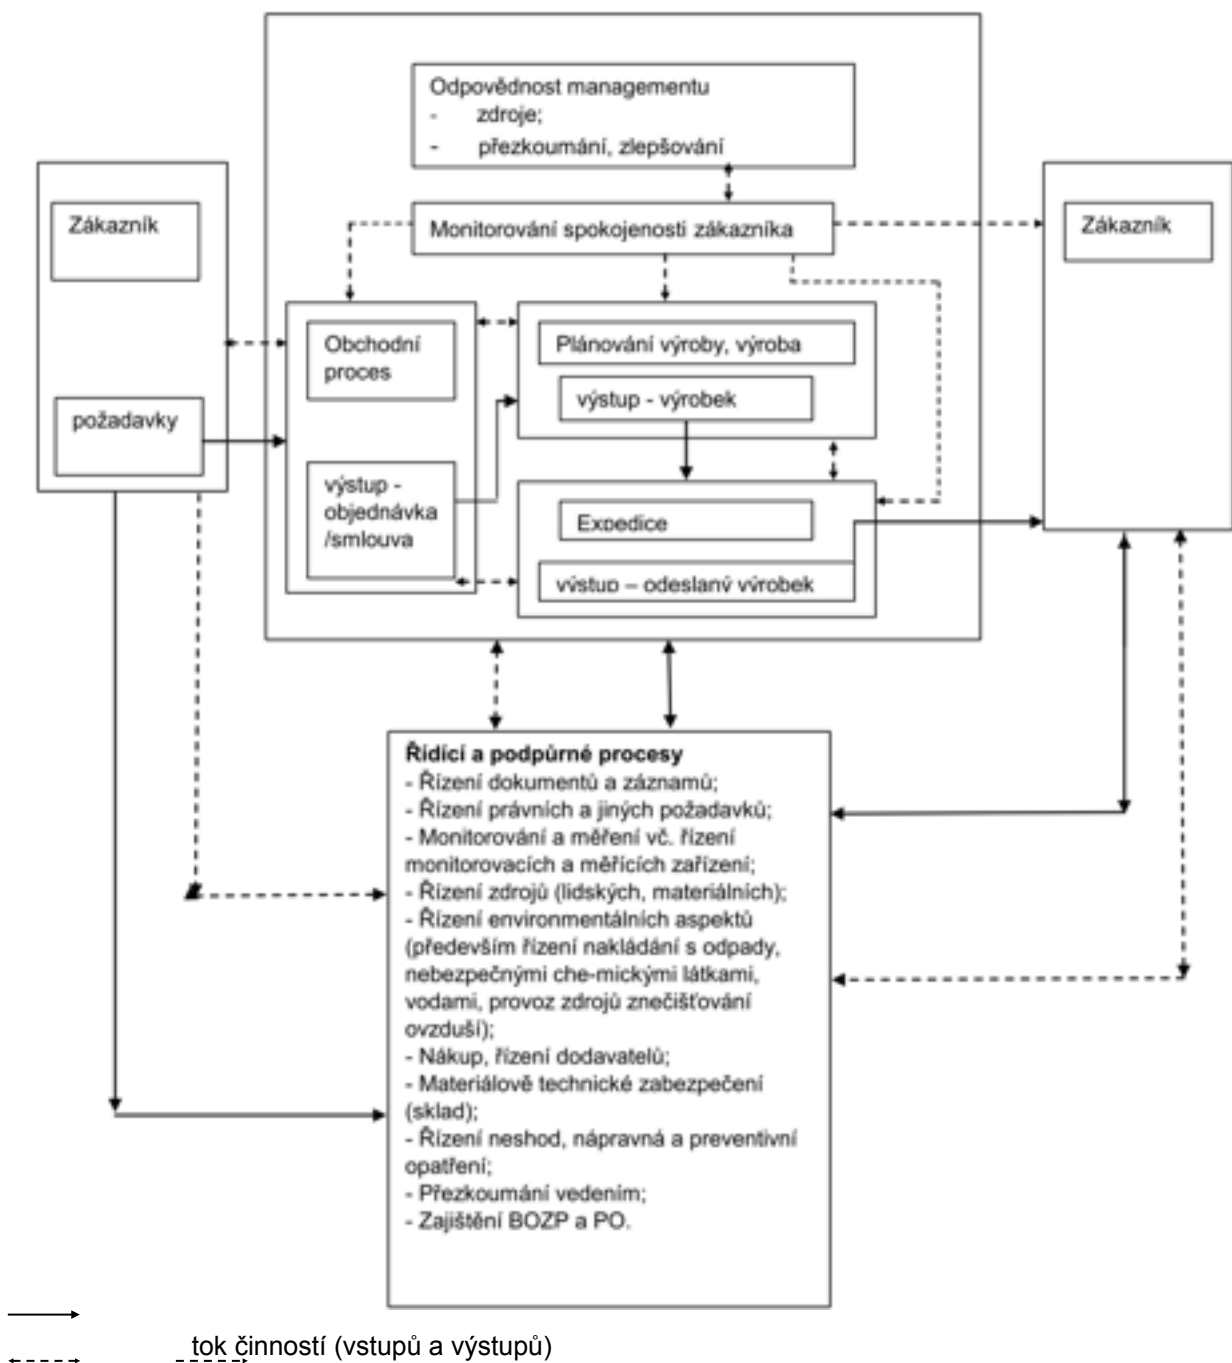 Odpovědnost managementu
- zdroje;
- přezkoumání, zlepšování
Zákazník
Monitorování spokojenosti zákazníka
Zákazník
Obchodní
proces
Plánování výroby, výroba
požadavky
výstup - výrobek
výstup -
objednávka
/smlouva
Expedice
výstup – odeslaný výrobek
Řídící a podpůrné procesy
- Řízení dokumentů a záznamů;
- Řízení právních a jiných požadavků;
- Monitorování a měření vč. řízení
monitorovacích a měřících zařízení;
- Řízení zdrojů (lidských, materiálních);
- Řízení environmentálních aspektů
(především řízení nakládání s odpady,
nebezpečnými che-mickými látkami,
vodami, provoz zdrojů znečišťování
ovzduší);
- Nákup, řízení dodavatelů;
- Materiálově technické zabezpečení
(sklad);
- Řízení neshod, nápravná a preventivní
opatření;
- Přezkoumání vedením;
- Zajištění BOZP a PO.
tok činností (vstupů a výstupů)